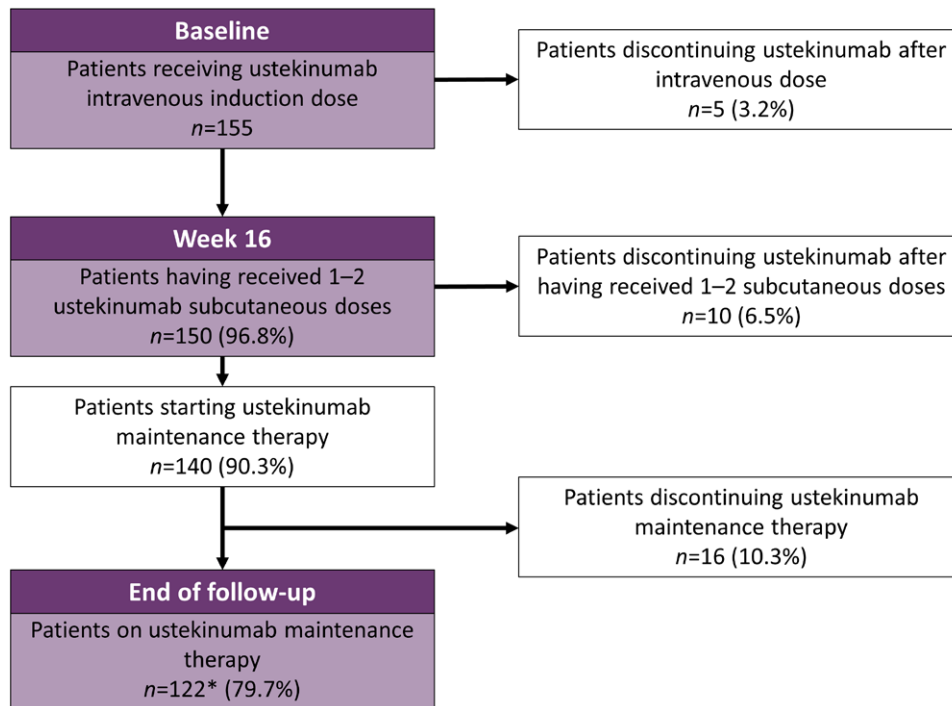 Baseline
Patients receiving ustekinumab
intravenous induction dose
n=155
Patients discontinuing ustekinumab after
intravenous dose
n=5 (3.2%)
Week 16
Patients having received 1–2
ustekinumab subcutaneous doses
n=150 (96.8%)
Patients discontinuing ustekinumab after
having received 1–2 subcutaneous doses
n=10 (6.5%)
Patients starting ustekinumab
maintenance therapy
n=140 (90.3%)
Patients discontinuing ustekinumab
maintenance therapy
n=16 (10.3%)
End of follow-up
Patients on ustekinumab maintenance
therapy
n=122* (79.7%)